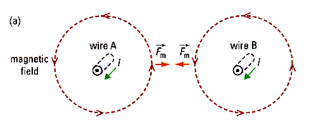 (a)
wire A
wire B
magnetic
field
i
F⃗m
F⃗m
i